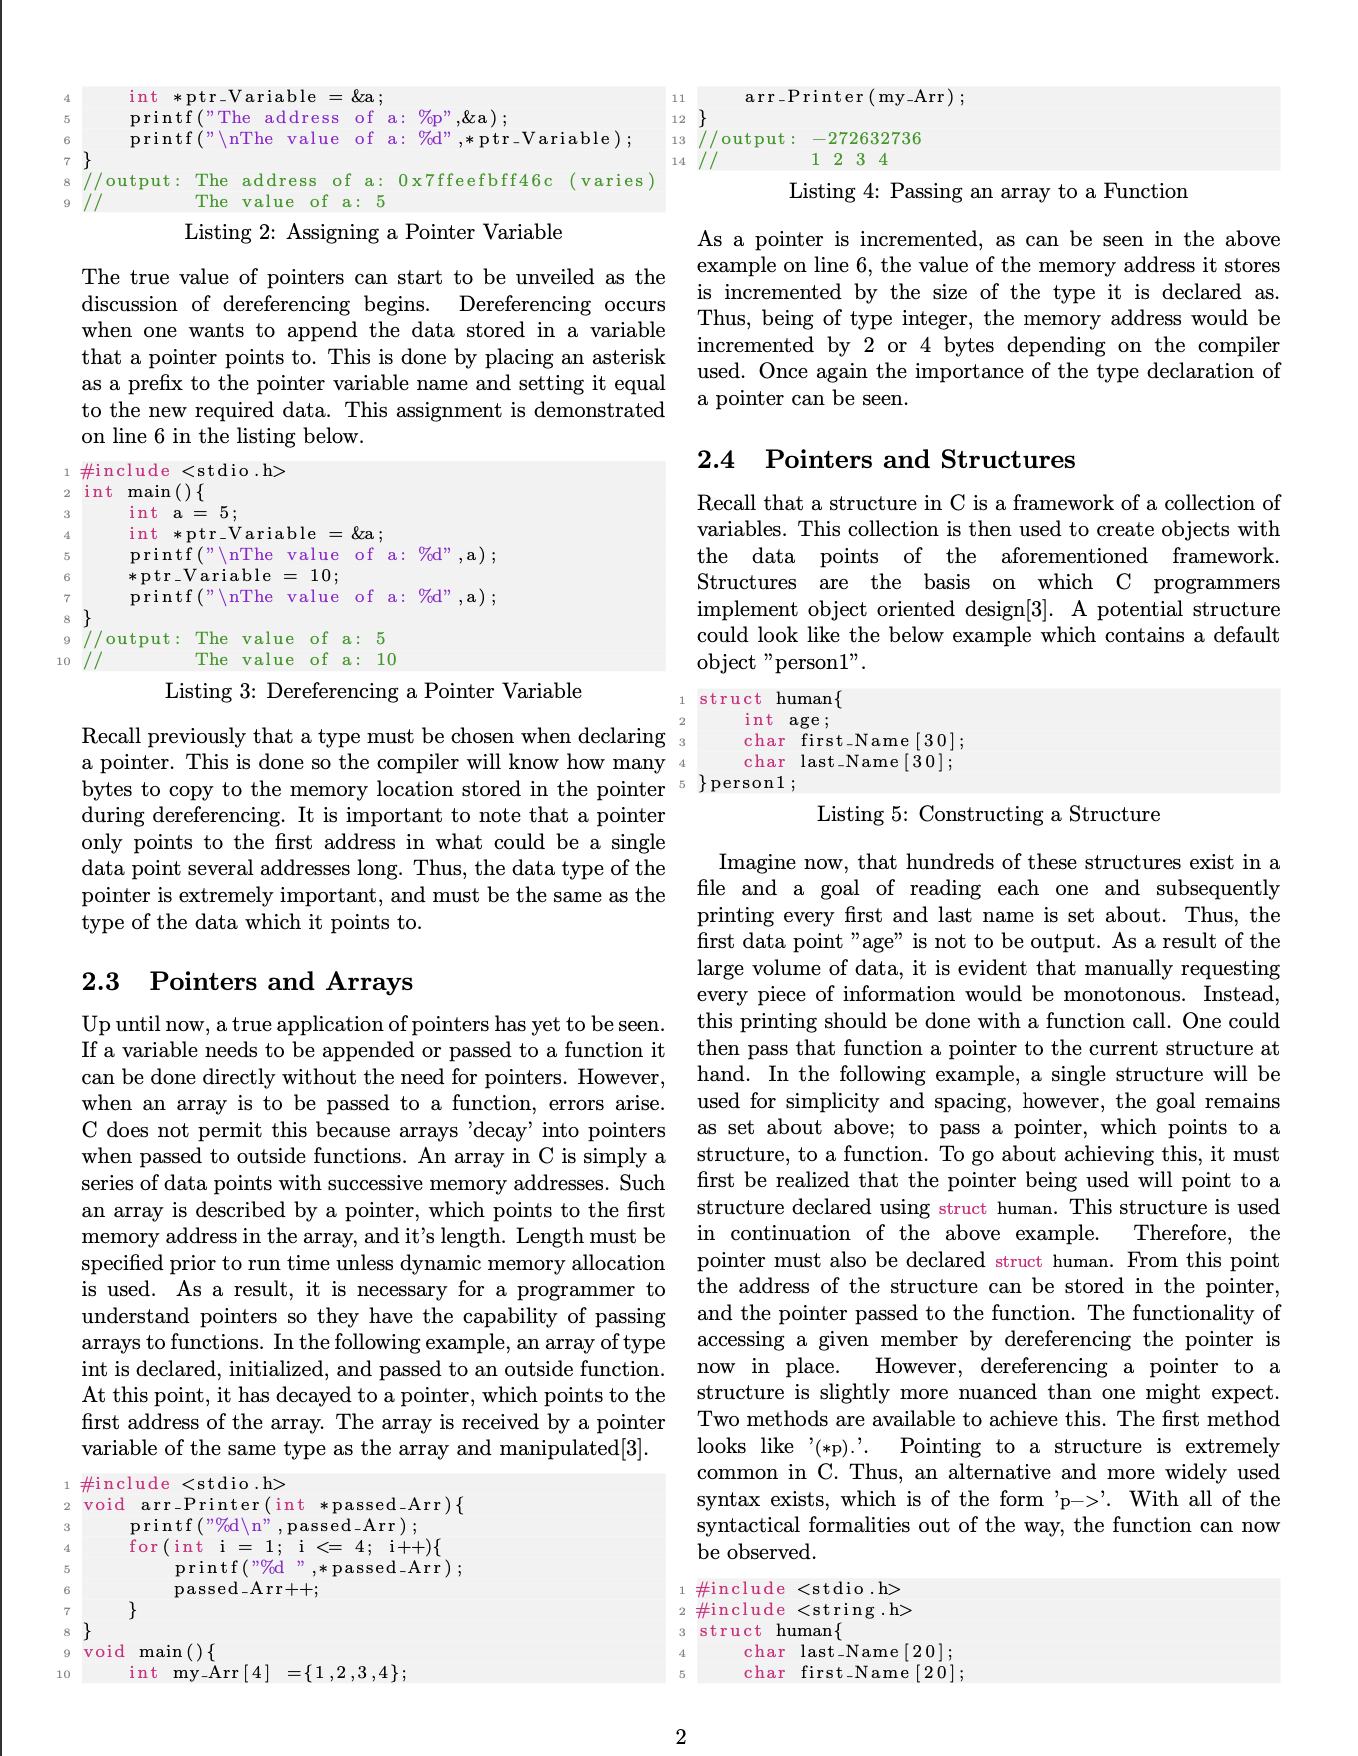 4 int *ptr_Variable = &a;
5 printf("The address of a: %p",&a);
6 printf("\nThe value of a: %d",*ptr_Variable);
7 }
8 //output: The address of a: 0x7ffeefbff46c (varies)
9 // The value of a: 5
Listing 2: Assigning a Pointer Variable
The true value of pointers can start to be unveiled as the
discussion of dereferencing begins. Dereferencing occurs
when one wants to append the data stored in a variable
that a pointer points to. This is done by placing an asterisk
as a prefix to the pointer variable name and setting it equal
to the new required data. This assignment is demonstrated
on line 6 in the listing below.
1 #include <stdio.h>
2 int main(){
3 int a = 5;
4 int *ptr_Variable = &a;
5 printf("\nThe value of a: %d",a);
6 *ptr_Variable = 10;
7 printf("\nThe value of a: %d",a);
8 }
9 //output: The value of a: 5
10 // The value of a: 10
Listing 3: Dereferencing a Pointer Variable
Recall previously that a type must be chosen when declaring
a pointer. This is done so the compiler will know how many
bytes to copy to the memory location stored in the pointer
during dereferencing. It is important to note that a pointer
only points to the first address in what could be a single
data point several addresses long. Thus, the data type of the
pointer is extremely important, and must be the same as the
type of the data which it points to.
2.3 Pointers and Arrays
Up until now, a true application of pointers has yet to be seen.
If a variable needs to be appended or passed to a function it
can be done directly without the need for pointers. However,
when an array is to be passed to a function, errors arise.
C does not permit this because arrays 'decay' into pointers
when passed to outside functions. An array in C is simply a
series of data points with successive memory addresses. Such
an array is described by a pointer, which points to the first
memory address in the array, and it's length. Length must be
specified prior to run time unless dynamic memory allocation
is used. As a result, it is necessary for a programmer to
understand pointers so they have the capability of passing
arrays to functions. In the following example, an array of type
int is declared, initialized, and passed to an outside function.
At this point, it has decayed to a pointer, which points to the
first address of the array. The array is received by a pointer
variable of the same type as the array and manipulated[3].
1 #include <stdio.h>
2 void arr_Printer(int *passed_Arr){
3 printf("%d\n",passed_Arr);
4 for(int i = 1; i <= 4; i++){
5 printf("%d ",*passed_Arr);
6 passed_Arr++;
7 }
8 }
9 void main(){
10 int my_Arr[4] ={1,2,3,4};
11 arr_Printer(my_Arr);
12 }
13 //output: −272632736
14 // 1 2 3 4
Listing 4: Passing an array to a Function
As a pointer is incremented, as can be seen in the above
example on line 6, the value of the memory address it stores
is incremented by the size of the type it is declared as.
Thus, being of type integer, the memory address would be
incremented by 2 or 4 bytes depending on the compiler
used. Once again the importance of the type declaration of
a pointer can be seen.
2.4 Pointers and Structures
Recall that a structure in C is a framework of a collection of
variables. This collection is then used to create objects with
the data points of the aforementioned framework.
Structures are the basis on which C programmers
implement object oriented design[3]. A potential structure
could look like the below example which contains a default
object ”person1”.
1 struct human{
2 int age;
3 char first_Name[30];
4 char last_Name[30];
5 }person1;
Listing 5: Constructing a Structure
Imagine now, that hundreds of these structures exist in a
file and a goal of reading each one and subsequently
printing every first and last name is set about. Thus, the
first data point ”age” is not to be output. As a result of the
large volume of data, it is evident that manually requesting
every piece of information would be monotonous. Instead,
this printing should be done with a function call. One could
then pass that function a pointer to the current structure at
hand. In the following example, a single structure will be
used for simplicity and spacing, however, the goal remains
as set about above; to pass a pointer, which points to a
structure, to a function. To go about achieving this, it must
first be realized that the pointer being used will point to a
structure declared using struct human. This structure is used
in continuation of the above example. Therefore, the
pointer must also be declared struct human. From this point
the address of the structure can be stored in the pointer,
and the pointer passed to the function. The functionality of
accessing a given member by dereferencing the pointer is
now in place. However, dereferencing a pointer to a
structure is slightly more nuanced than one might expect.
Two methods are available to achieve this. The first method
looks like '(*p).'. Pointing to a structure is extremely
common in C. Thus, an alternative and more widely used
syntax exists, which is of the form 'p−>'. With all of the
syntactical formalities out of the way, the function can now
be observed.
1 #include <stdio.h>
2 #include <string.h>
3 struct human{
4 char last_Name[20];
5 char first_Name[20];
2